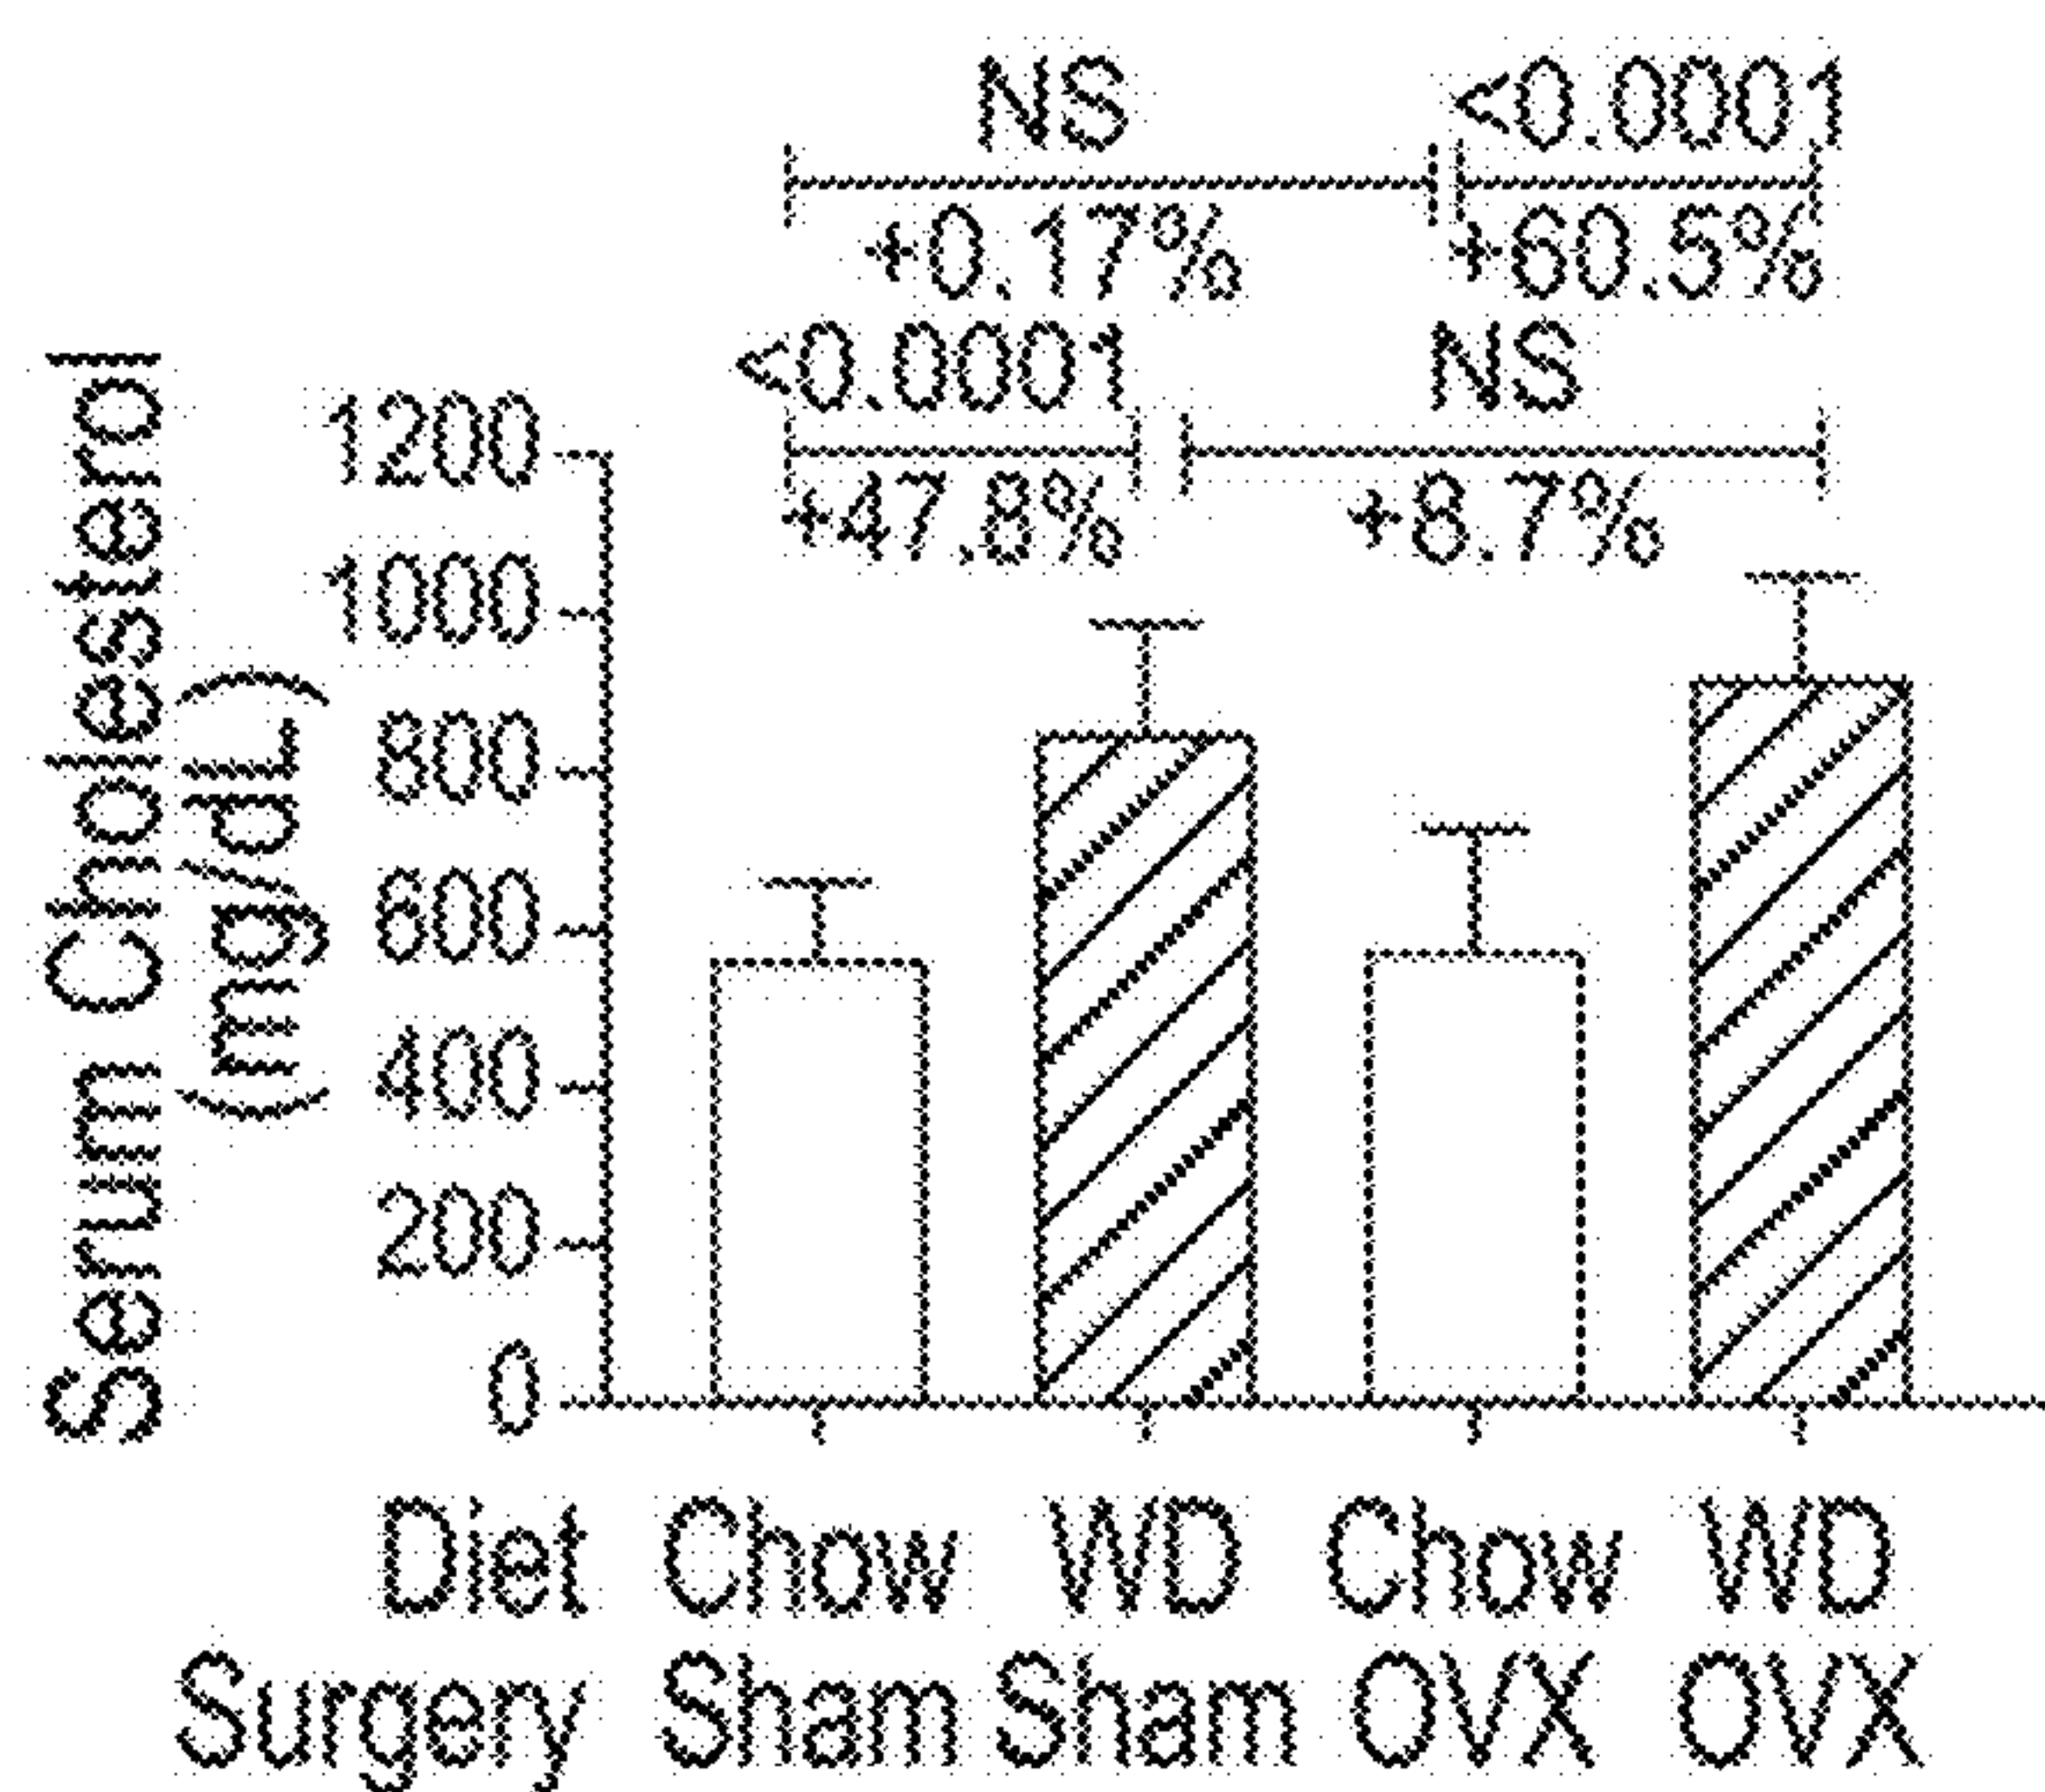 NS <0.0001
+0.17% +60.5%
<0.0001 NS
+47.8% +8.7%
Serum Cholesterol
(mg/dL)
1200
1000
800
600
400
200
0
Diet Chow WD Chow WD
Surgery Sham Sham OVX OVX